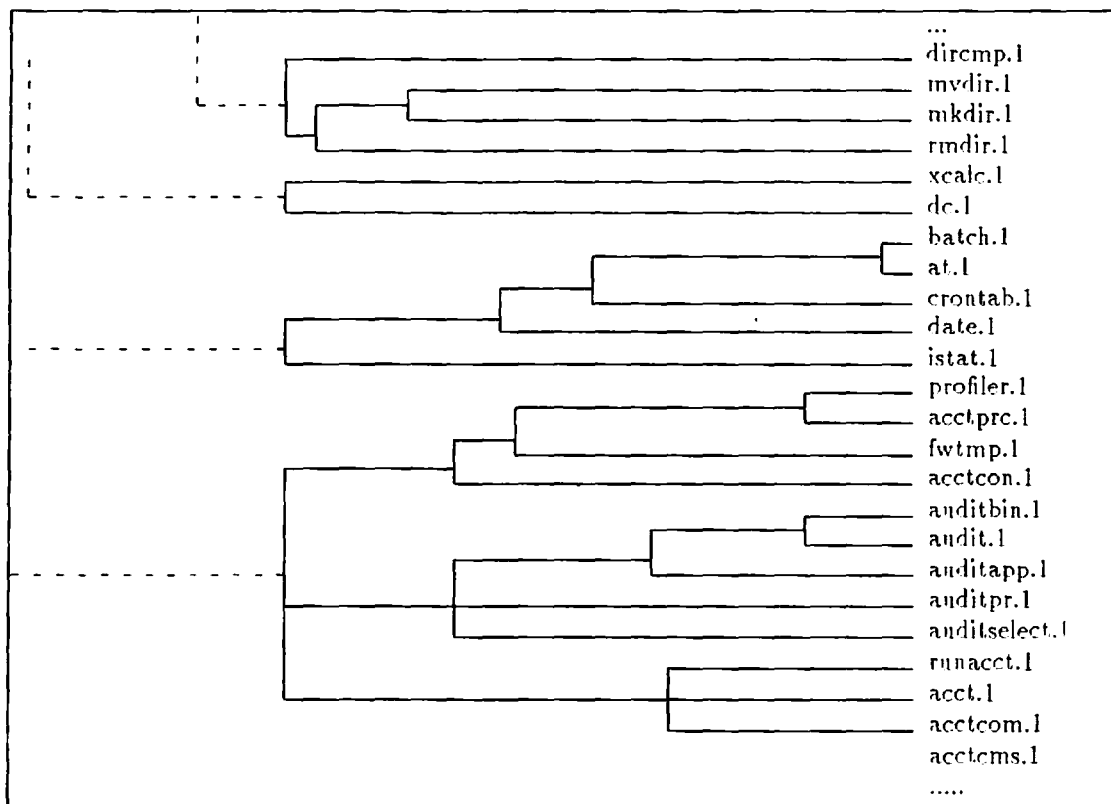 ...
dircmp.1
mvdir.1
mkdir.1
rmdir.1
xcalc.1
dc.1
batch.1
at.1
crontab.1
date.1
istat.1
profiler.1
acctprc.1
fwtmp.1
acctcon.1
auditbin.1
audit.1
auditapp.1
auditpr.1
auditselect.1
runacct.1
acct.1
acctcom.1
acctcms.1
.....